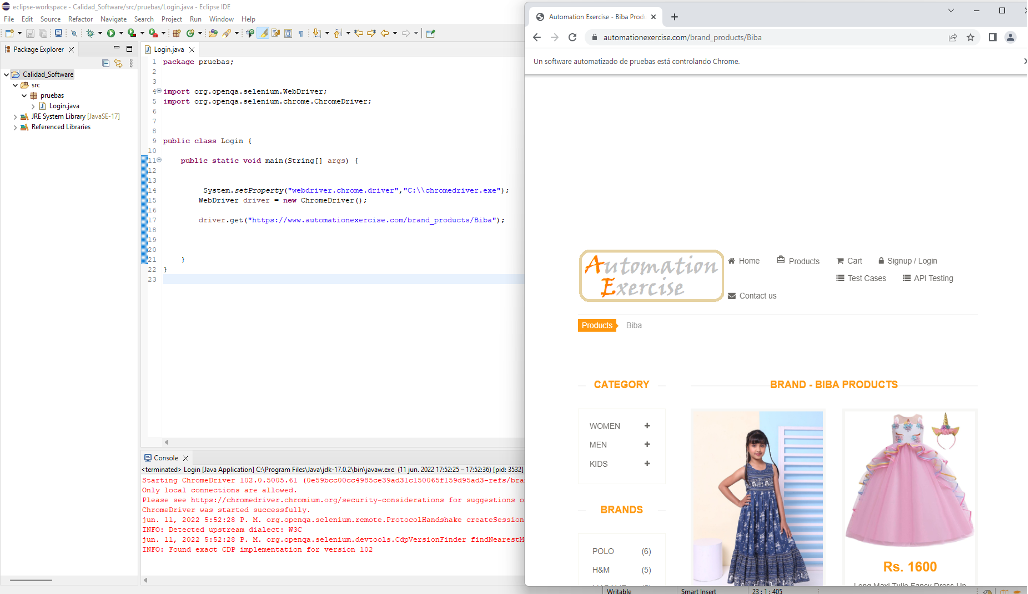 eclipse-workspace - Calidad_Software/src/pruebas/Login.java - Eclipse IDE
File Edit Source Refactor Navigate Search Project Run Window Help
Package Explorer
Calidad_Software
src
pruebas
Login.java
JRE System Library [JavaSE-17]
Referenced Libraries
Login.java
1 package pruebas;
2
3
4 import org.openqa.selenium.WebDriver;
5 import org.openqa.selenium.chrome.ChromeDriver;
6
7
8
9 public class Login {
10
11 public static void main(String[] args) {
12
13
14 System.setProperty("webdriver.chrome.driver","C:\\chromedriver.exe");
15 WebDriver driver = new ChromeDriver();
16
17 driver.get("https://www.automationexercise.com/brand_products/Biba");
18
19
20
21 }
22 }
23
Console
<terminated> Login [Java Application] C:\Program Files\Java\jdk-17.0.2\bin\javaw.exe (11 jun. 2022 17:52:25 – 17:52:36) [pid: 3532]
Starting ChromeDriver 102.0.5005.61
Only local connections are allowed.
Please see https://chromedriver.chromium.org/security-considerations for suggestions o
ChromeDriver was started successfully.
jun. 11, 2022 5:52:28 P. M. org.openqa.selenium.remote.ProtocolHandshake createSession
INFO: Detected upstream dialect: W3C
jun. 11, 2022 5:52:28 P. M. org.openqa.selenium.devtools.CdpVersionFinder findNearestM
INFO: Found exact CDP implementation for version 102
Writable Smart Insert 23 : 1 : 405
Automation Exercise - Biba Prod
automationexercise.com/brand_products/Biba
Un software automatizado de pruebas está controlando Chrome.
Automation
Exercise
Home Products Cart Signup / Login
Test Cases API Testing
Contact us
Products Biba
CATEGORY
WOMEN +
MEN +
KIDS +
BRANDS
POLO (6)
H&M (5)
BRAND - BIBA PRODUCTS
Rs. 1600